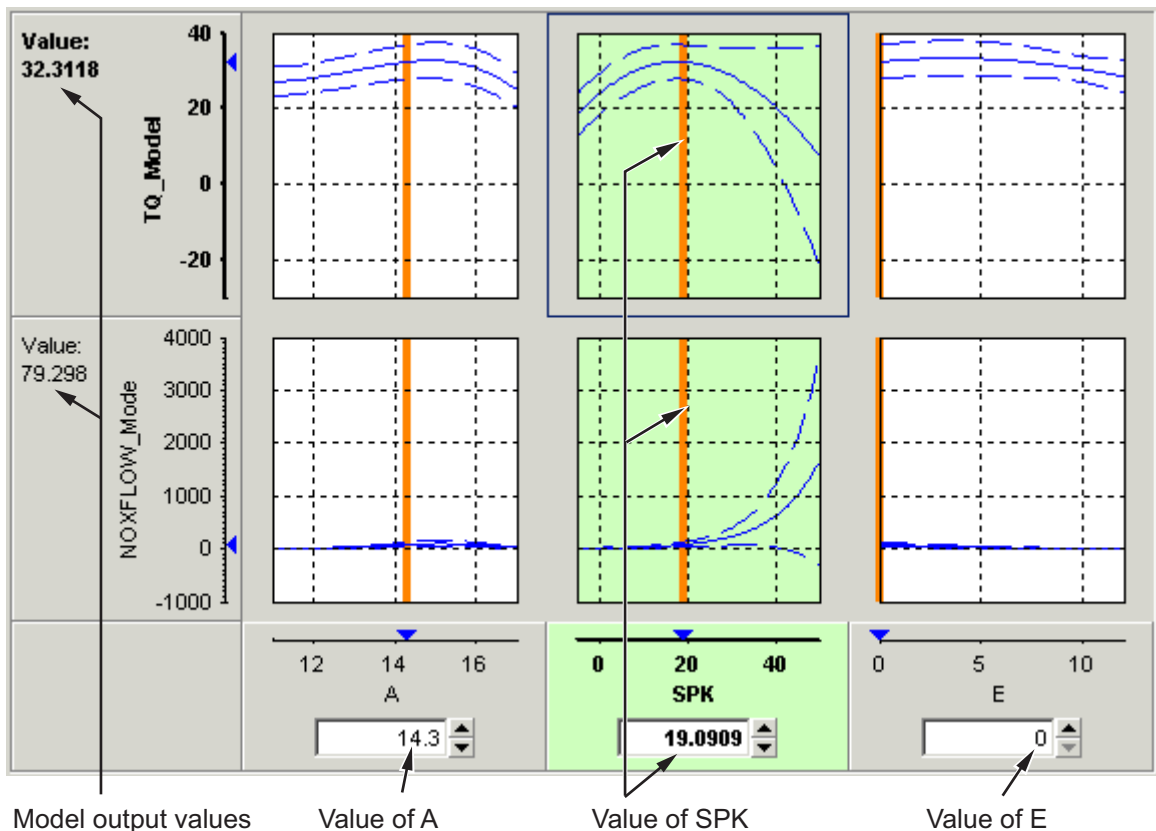 Value:
32.3118
TQ_Model
40
20
0
-20
Value:
79.298
NOXFLOW_Mode
4000
3000
2000
1000
0
-1000
12 14 16
A
14.3
0 20 40
SPK
19.0909
0 5 10
E
0
Model output values Value of A Value of SPK Value of E